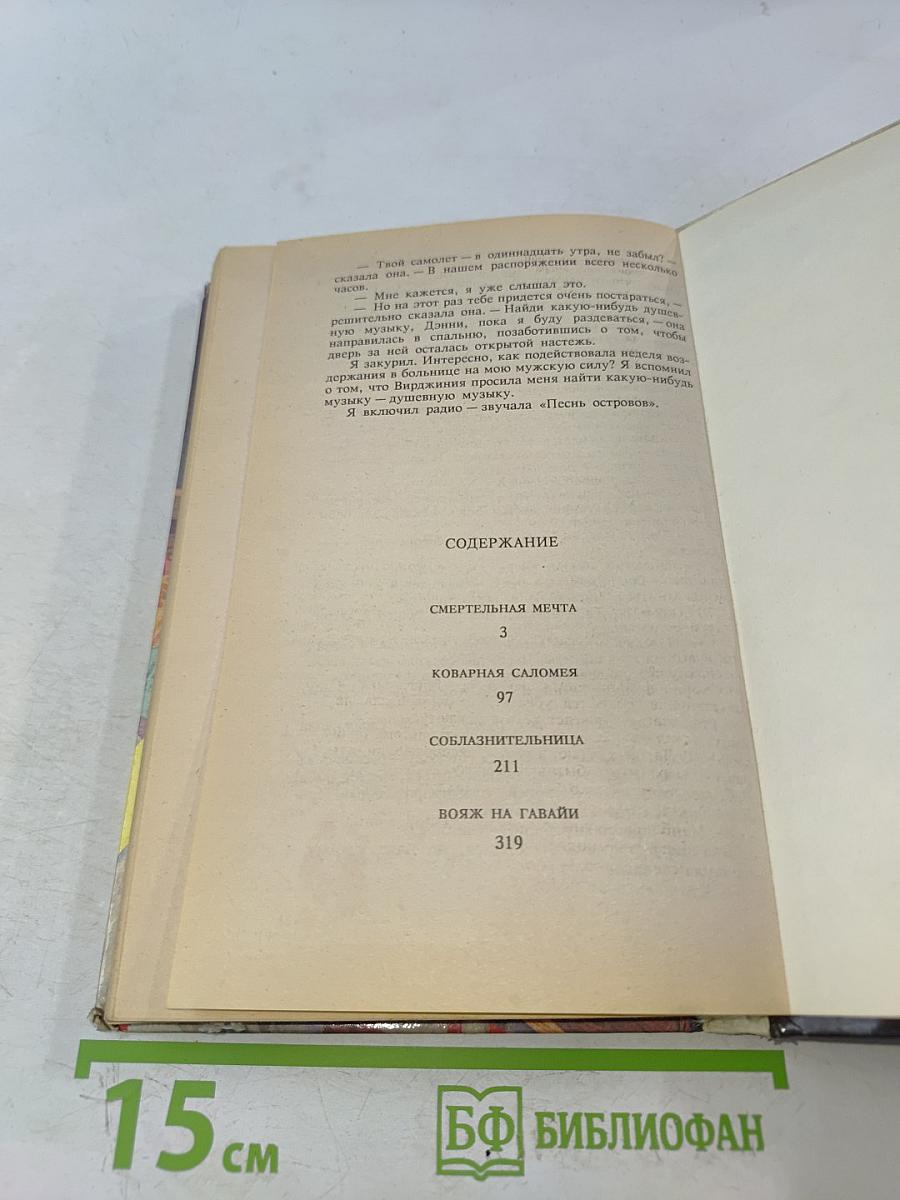 — Твой самолет — в одиннадцать утра, не забыл? —
сказала она. — В нашем распоряжении всего несколько
часов.
— Мне кажется, я уже слышал это.
— Но на этот раз тебе придется очень постараться, —
решительно сказала она. — Найди какую-нибудь душев-
ную музыку, Дэнни, пока я буду раздеваться, — она
направилась в спальню, позаботившись о том, чтобы
дверь за ней осталась открытой настежь.
Я закурил. Интересно, как подействовала неделя воз-
держания в больнице на мою мужскую силу? Я вспомнил
о том, что Вирджиния просила меня найти какую-нибудь
музыку — душевную музыку.
Я включил радио — звучала «Песнь островов».
СОДЕРЖАНИЕ
СМЕРТЕЛЬНАЯ МЕЧТА
3
КОВАРНАЯ САЛОМЕЯ
97
СОБЛАЗНИТЕЛЬНИЦА
211
ВОЯЖ НА ГАВАЙИ
319
15 см
БФ БИБЛИОФАН